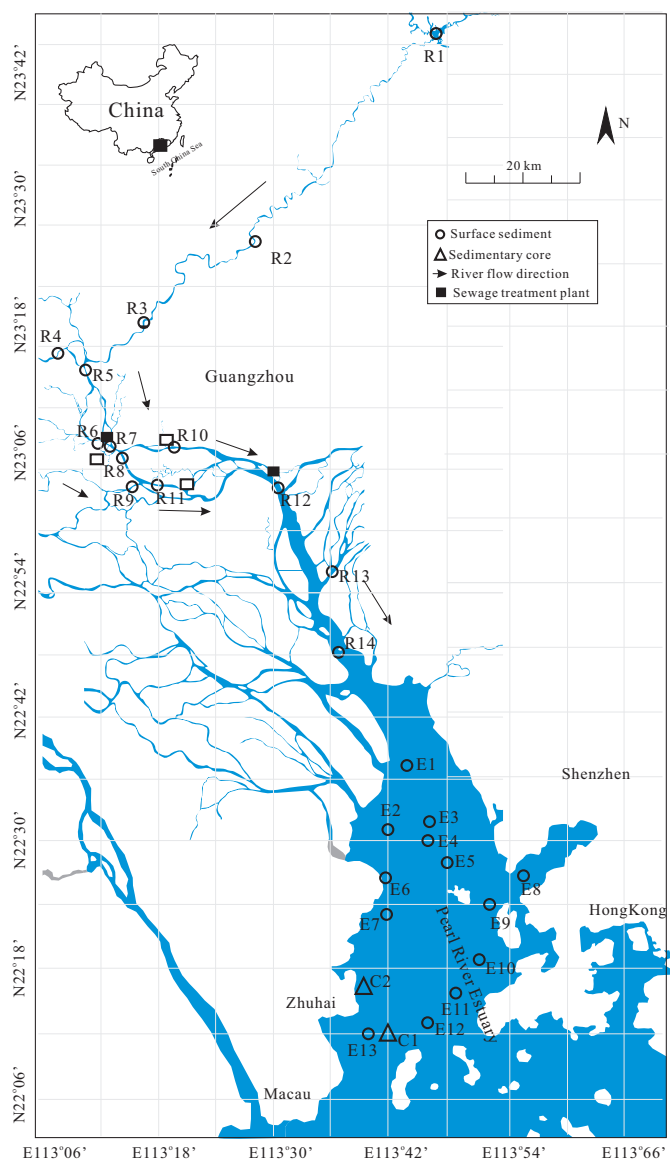 N23°42’
N23°30’
N23°18’
N23°06’
N22°54’
N22°42’
N22°30’
N22°18’
N22°06’
China
South China Sea
R1
N
20 km
Surface sediment
Sedimentary core
River flow direction
Sewage treatment plant
R2
R3
R4
R5
Guangzhou
R6
R7
R10
R8
R9
R11
R12
R13
R14
E1
Shenzhen
E2
E3
E4
E5
E6
E8
E7
E9
HongKong
Pearl River Estuary
E10
C2
Zhuhai
E11
E12
E13
C1
Macau
E113°06’
E113°18’
E113°30’
E113°42’
E113°54’
E113°66’